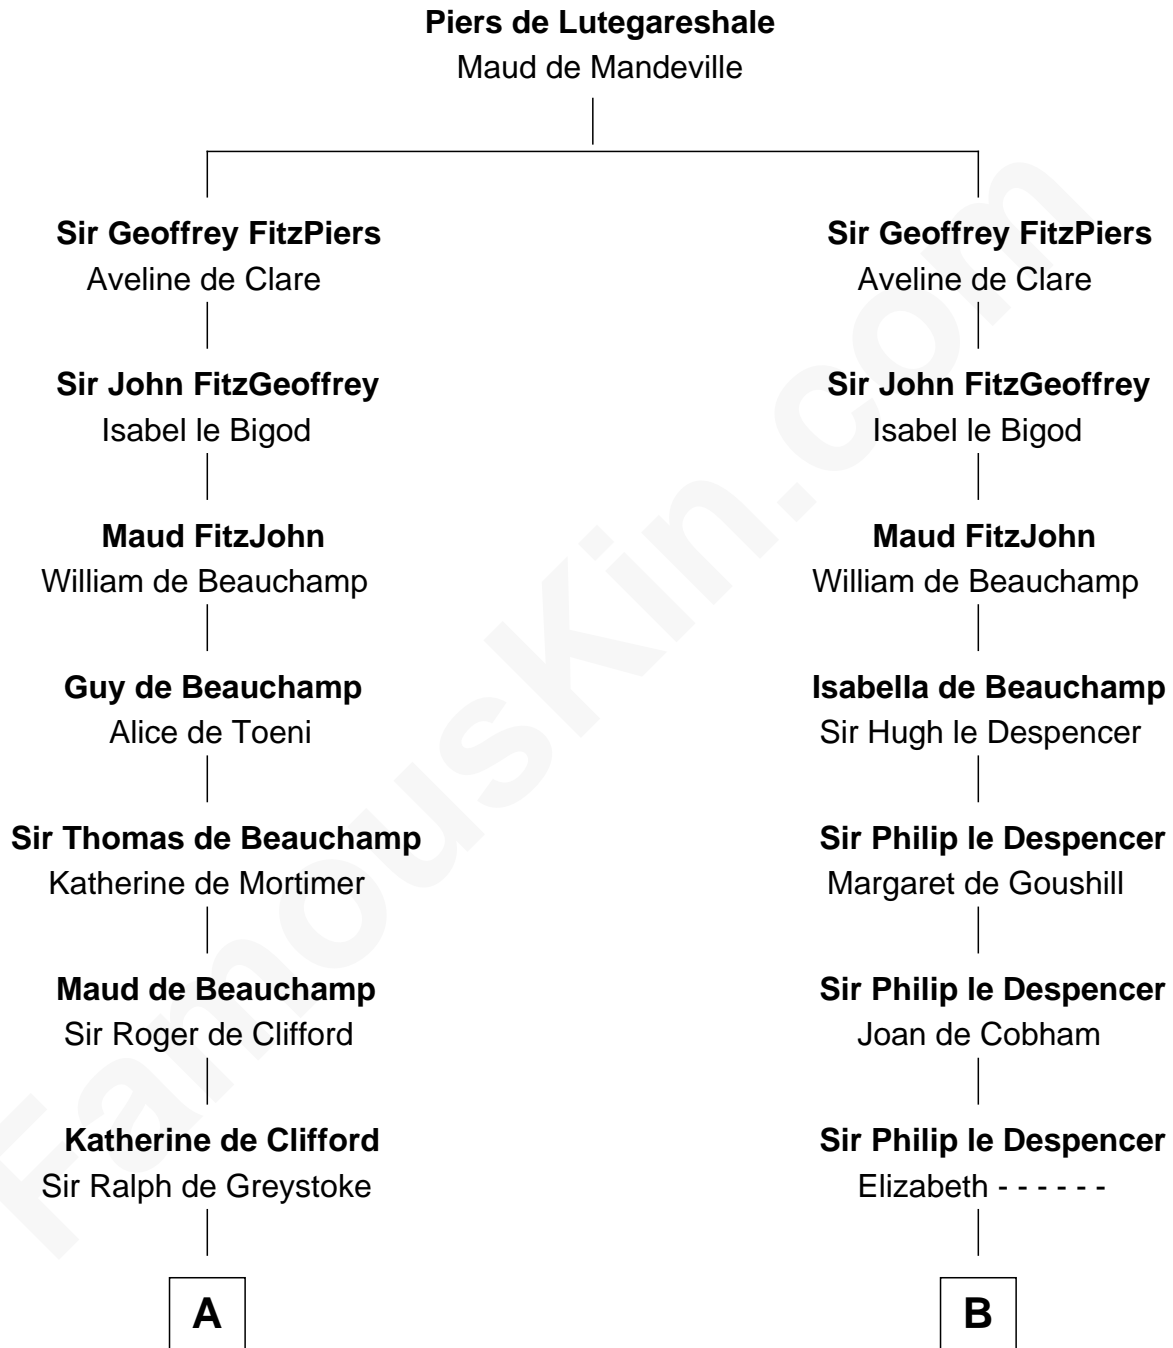 Piers de Lutegareshale
Maud de Mandeville
Sir Geoffrey FitzPiers
Aveline de Clare
Sir John FitzGeoffrey
Isabel le Bigod
Maud FitzJohn
William de Beauchamp
Guy de Beauchamp
Alice de Toeni
Sir Thomas de Beauchamp
Katherine de Mortimer
Maud de Beauchamp
Sir Roger de Clifford
Katherine de Clifford
Sir Ralph de Greystoke
A
Sir Geoffrey FitzPiers
Aveline de Clare
Sir John FitzGeoffrey
Isabel le Bigod
Maud FitzJohn
William de Beauchamp
Isabella de Beauchamp
Sir Hugh le Despencer
Sir Philip le Despencer
Margaret de Goushill
Sir Philip le Despencer
Joan de Cobham
Sir Philip le Despencer
Elizabeth - - - - - -
B
FamousKin.com